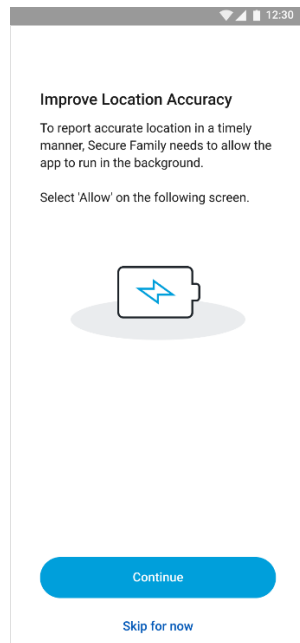 12:30
Improve Location Accuracy
To report accurate location in a timely
manner, Secure Family needs to allow the
app to run in the background.
Select 'Allow' on the following screen.
Continue
Skip for now